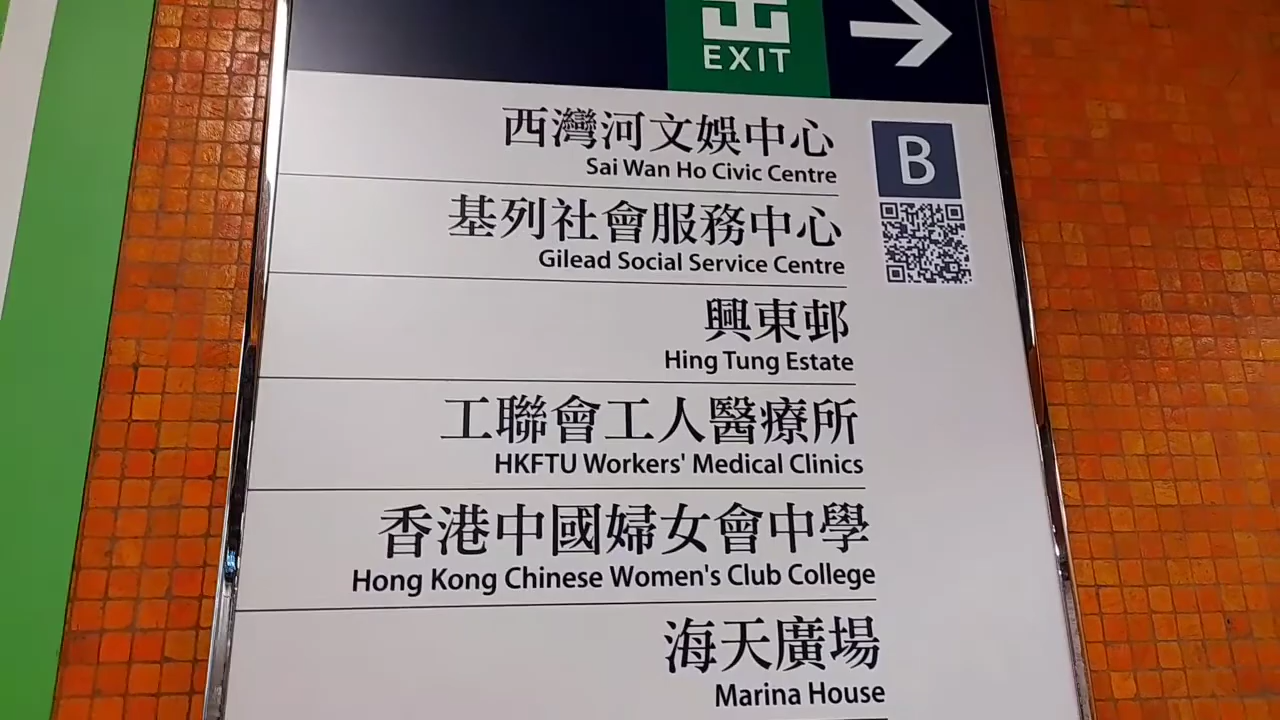 EXIT
西灣河文娛中心
Sai Wan Ho Civic Centre
B
基列社會服務中心
Gilead Social Service Centre
興東邨
Hing Tung Estate
工聯會工人醫療所
HKFTU Workers' Medical Clinics
香港中國婦女會中學
Hong Kong Chinese Women's Club College
海天廣場
Marina House